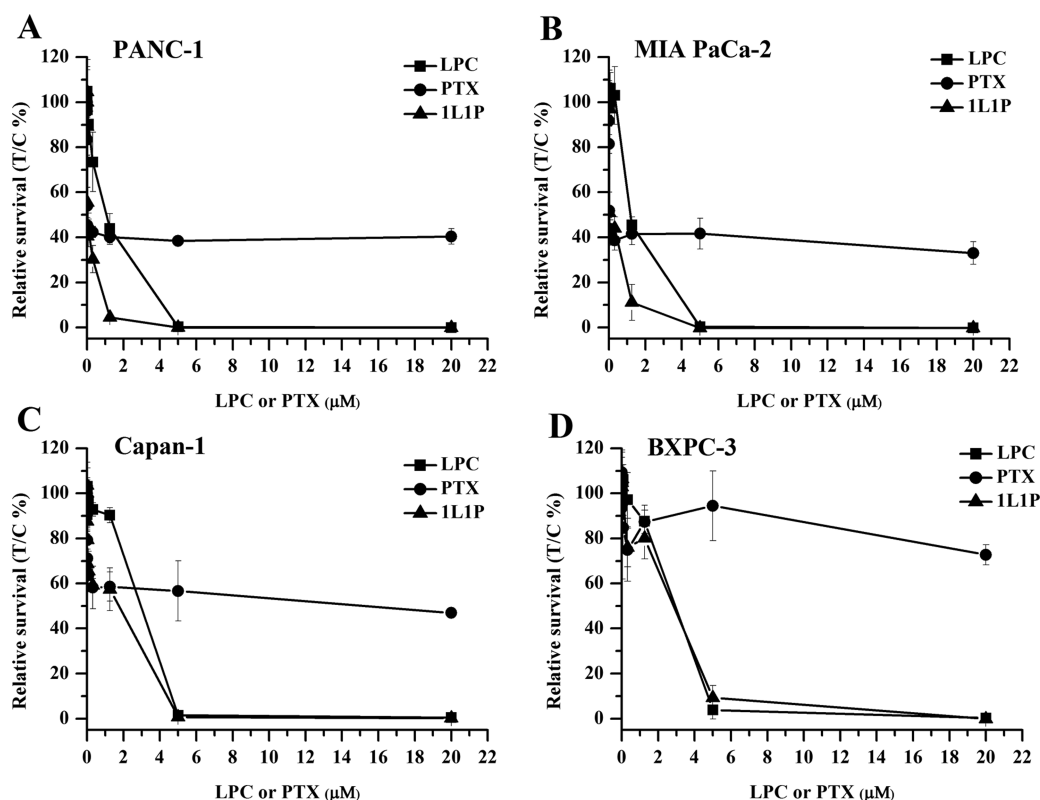 A
PANC-1
LPC
PTX
1L1P
Relative survival (T/C %)
120
100
80
60
40
20
0
0 2 4 6 8 10 12 14 16 18 20 22
LPC or PTX (μM)
B
MIA PaCa-2
LPC
PTX
1L1P
Relative survival (T/C %)
120
100
80
60
40
20
0
0 2 4 6 8 10 12 14 16 18 20 22
LPC or PTX (μM)
C
Capan-1
LPC
PTX
1L1P
Relative survival (T/C %)
120
100
80
60
40
20
0
0 2 4 6 8 10 12 14 16 18 20 22
LPC or PTX (μM)
D
BXPC-3
LPC
PTX
1L1P
Relative survival (T/C %)
120
100
80
60
40
20
0
0 2 4 6 8 10 12 14 16 18 20 22
LPC or PTX (μM)